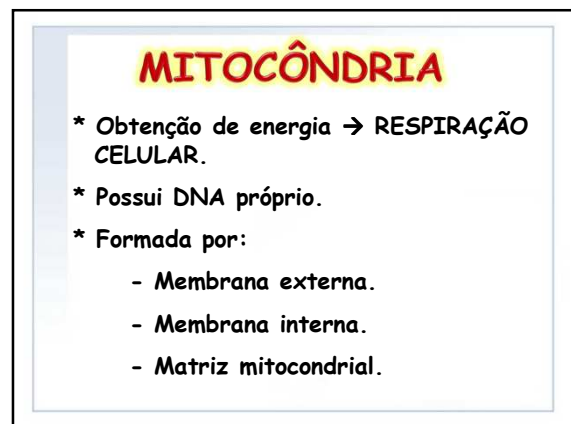 MITOCÔNDRIA
* Obtenção de energia → RESPIRAÇÃO
CELULAR.
* Possui DNA próprio.
* Formada por:
- Membrana externa.
- Membrana interna.
- Matriz mitocondrial.